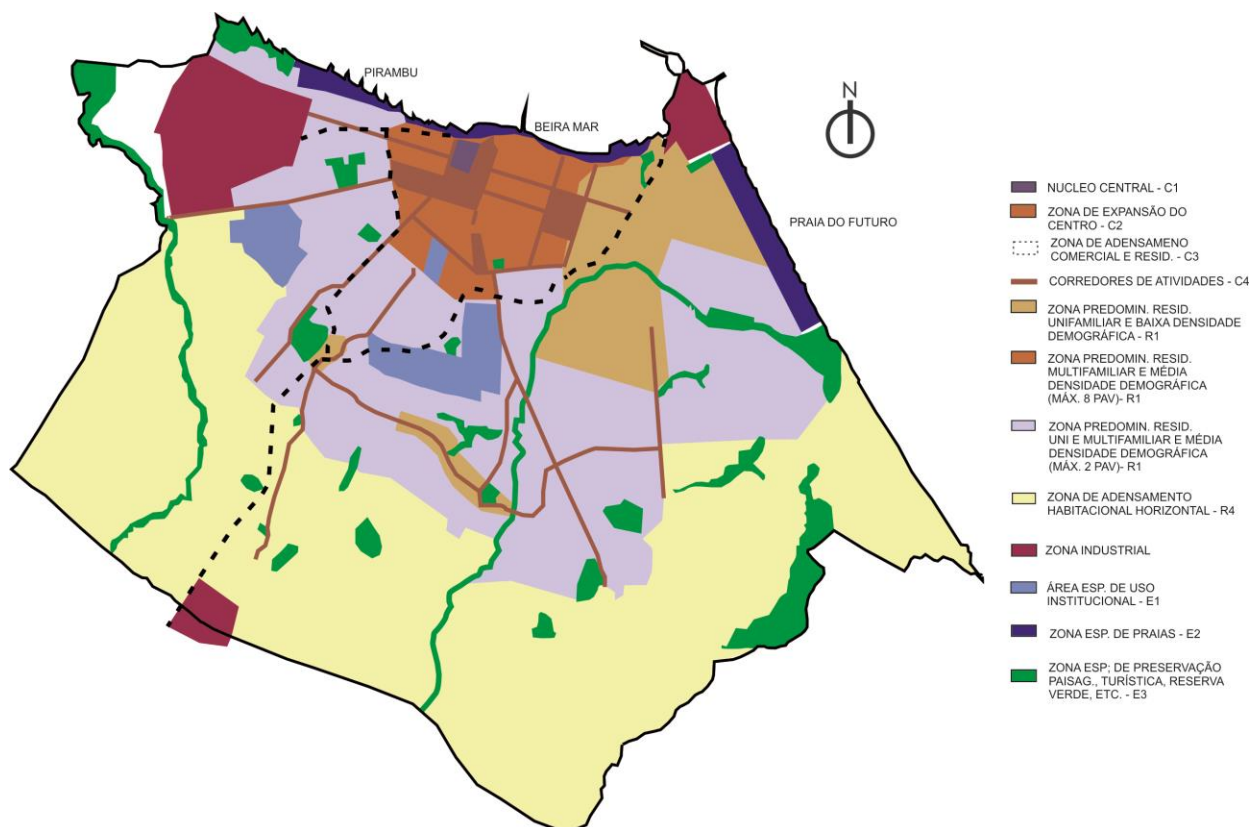 PIRAMBU
BEIRA MAR
N
PRAIA DO FUTURO
NUCLEO CENTRAL - C1
ZONA DE EXPANSÃO DO
CENTRO - C2
ZONA DE ADENSAMENO
COMERCIAL E RESID. - C3
CORREDORES DE ATIVIDADES - C4
ZONA PREDOMIN. RESID.
UNIFAMILIAR E BAIXA DENSIDADE
DEMOGRÁFICA - R1
ZONA PREDOMIN. RESID.
MULTIFAMILIAR E MÉDIA
DENSIDADE DEMOGRÁFICA
(MÁX. 8 PAV)- R1
ZONA PREDOMIN. RESID.
UNI E MULTIFAMILIAR E MÉDIA
DENSIDADE DEMOGRÁFICA
(MÁX. 2 PAV)- R1
ZONA DE ADENSAMENTO
HABITACIONAL HORIZONTAL - R4
ZONA INDUSTRIAL
ÁREA ESP. DE USO
INSTITUCIONAL - E1
ZONA ESP. DE PRAIAS - E2
ZONA ESP; DE PRESERVAÇÃO
PAISAG., TURÍSTICA, RESERVA
VERDE, ETC. - E3